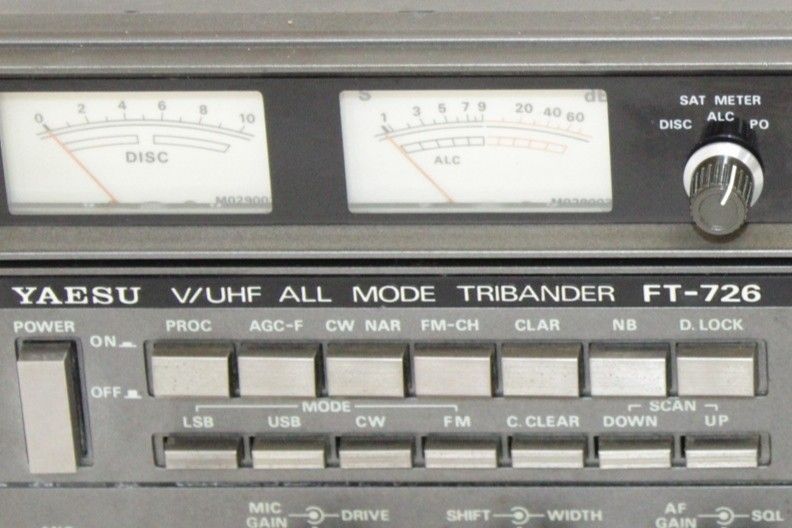 0 2 4 6 8 10
DISC
S dB
1 3 5 7 9 20 40 60
ALC
SAT METER
DISC ALC PO
YAESU V/UHF ALL MODE TRIBANDER FT-726
POWER
ON
OFF
PROC AGC-F CW NAR FM-CH CLAR NB D. LOCK
MODE SCAN
LSB USB CW FM C. CLEAR DOWN UP
MIC GAIN DRIVE SHIFT WIDTH AF GAIN SQL